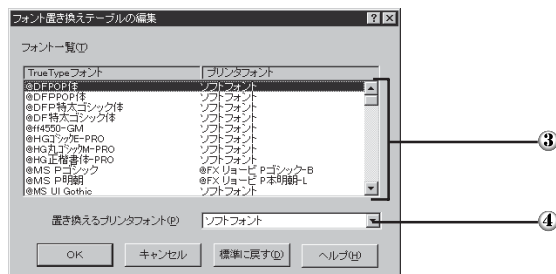 フォント置き換えテーブルの編集
フォント一覧(T)
TrueTypeフォント プリンタフォント
@DFPOP体 ソフトフォント
@DFPPOP体 ソフトフォント
@DFP特太ゴシック体 ソフトフォント
@DF特太ゴシック体 ソフトフォント
@ff4550-GM ソフトフォント
@HGゴシックE-PRO ソフトフォント
@HG丸ゴシックM-PRO ソフトフォント
@HG正楷書体-PRO ソフトフォント
@MS Pゴシック @FX リョービ Pゴシック-B
@MS P明朝 @FX リョービ P本明朝-L
@MS UI Gothic ソフトフォント
③
置き換えるプリンタフォント(P) ソフトフォント
④
OK キャンセル 標準に戻す(D) ヘルプ(H)